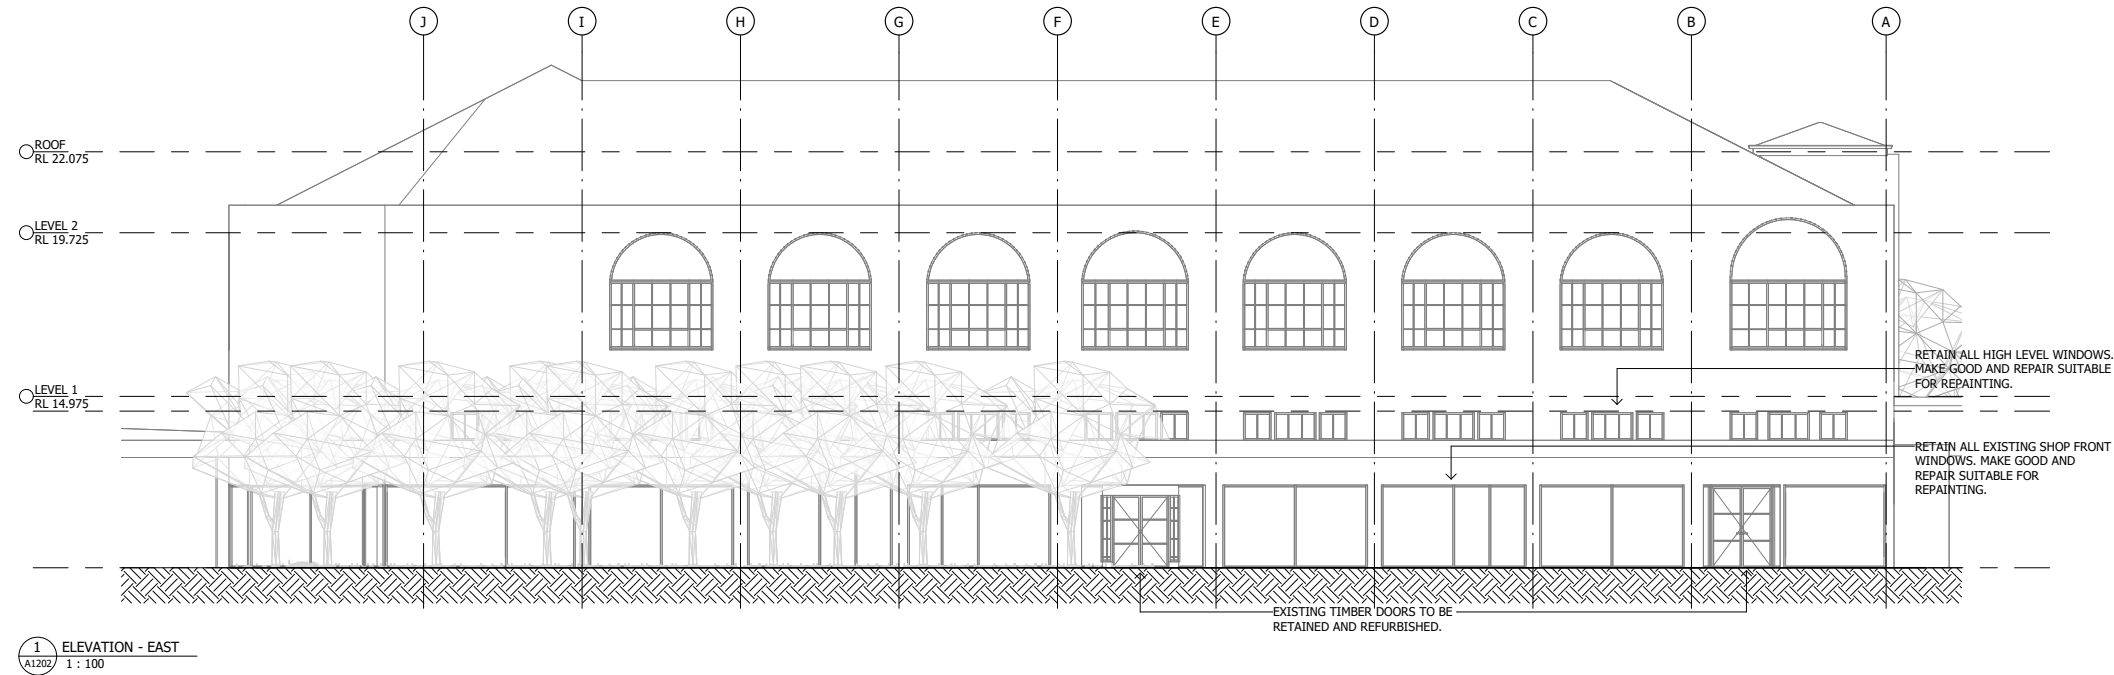 J I H G F E D C B A
ROOF
RL 22.075
LEVEL 2
RL 19.725
LEVEL 1
RL 14.975
RETAIN ALL HIGH LEVEL WINDOWS.
MAKE GOOD AND REPAIR SUITABLE
FOR REPAINTING.
RETAIN ALL EXISTING SHOP FRONT
WINDOWS. MAKE GOOD AND
REPAIR SUITABLE FOR
REPAINTING.
EXISTING TIMBER DOORS TO BE
RETAINED AND REFURBISHED.
1 ELEVATION - EAST
A1202 1 : 100